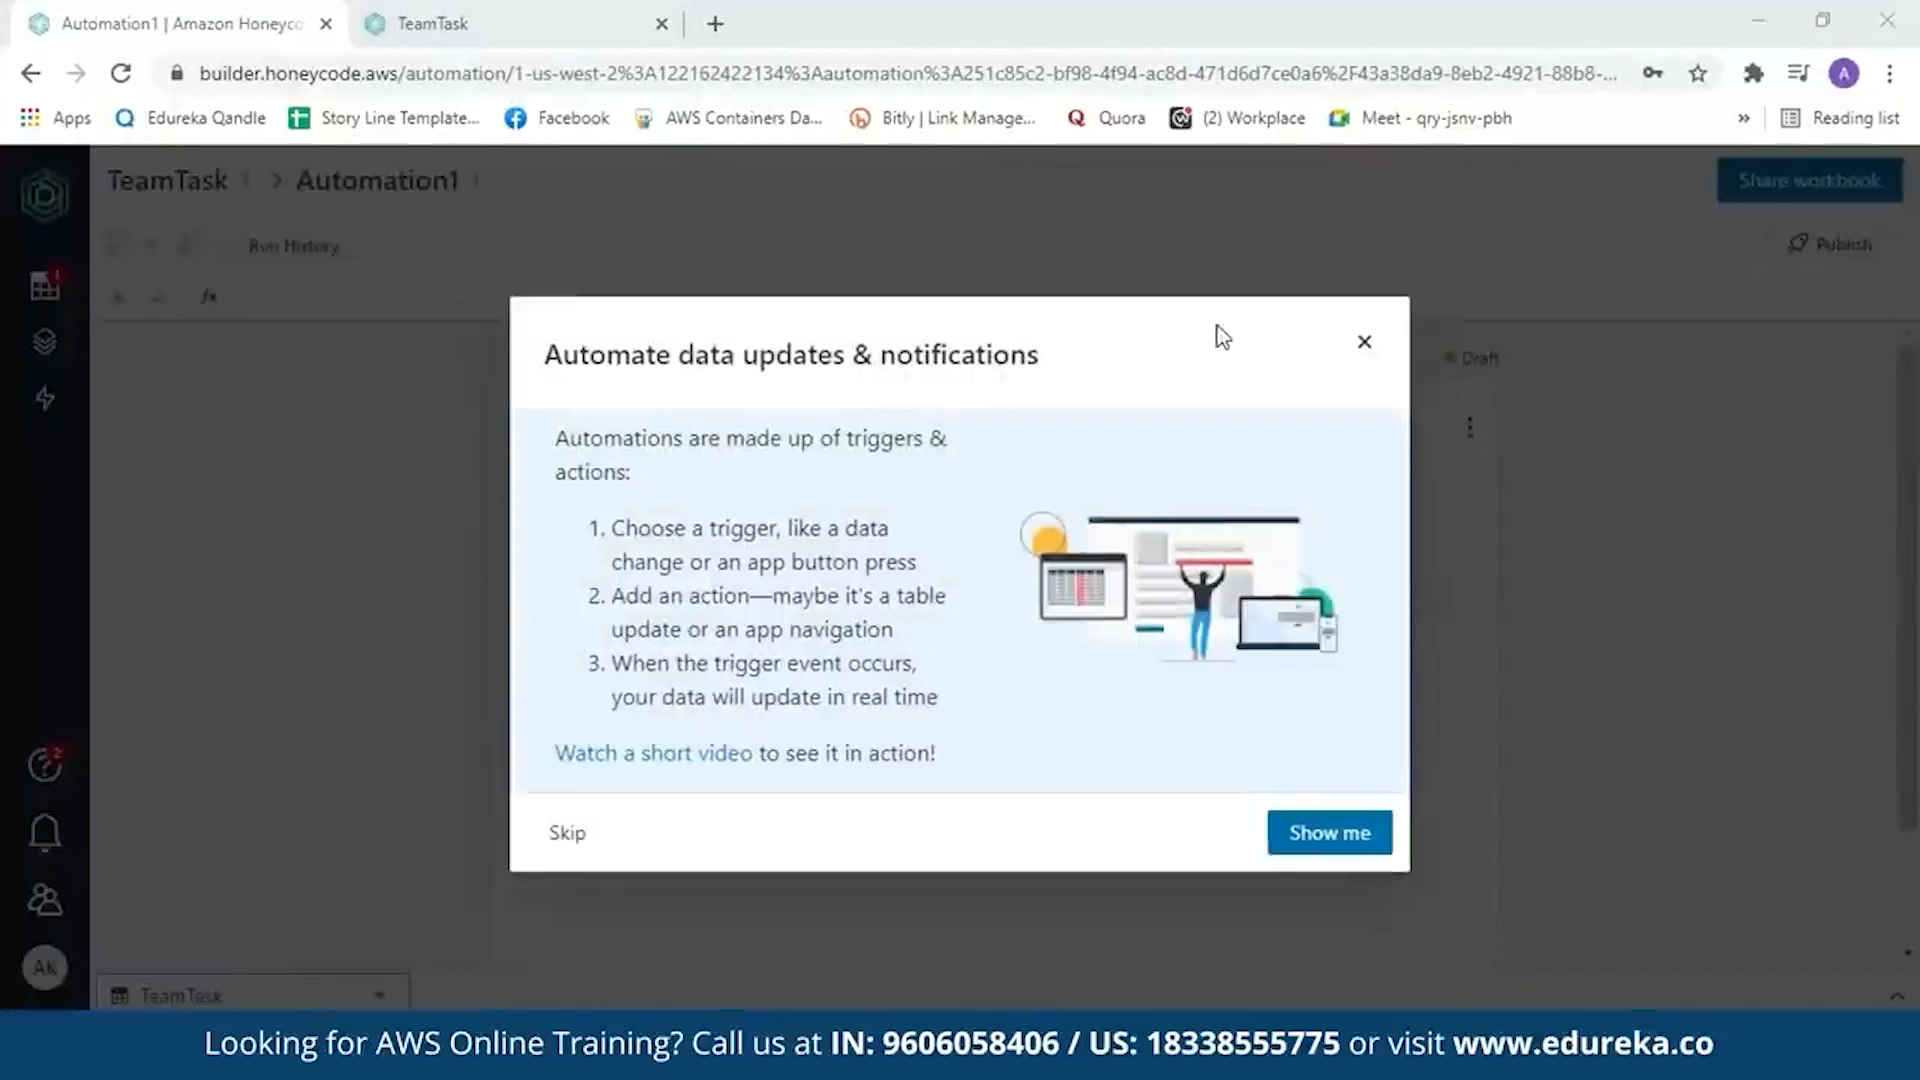 Automation1 | Amazon Honeyco
TeamTask
builder.honeycode.aws/automation/1-us-west-2%3A122162422134%3Aautomation%3A251c85c2-bf98-4f94-ac8d-471d6d7ce0a6%2F43a38da9-8eb2-4921-88b8-...
A
Apps
Edureka Qandle
Story Line Template...
Facebook
AWS Containers Da...
Bitly | Link Manage...
Quora
(2) Workplace
Meet - qry-jsnv-pbh
»
Reading list
TeamTask > Automation1
Share workbook
Run History
Publish
fx
1
Automate data updates & notifications
Draft
Automations are made up of triggers &
actions:
1. Choose a trigger, like a data
change or an app button press
2. Add an action—maybe it's a table
update or an app navigation
3. When the trigger event occurs,
your data will update in real time
Watch a short video to see it in action!
Skip
Show me
2
AK
TeamTask
Looking for AWS Online Training? Call us at IN: 9606058406 / US: 18338555775 or visit www.edureka.co